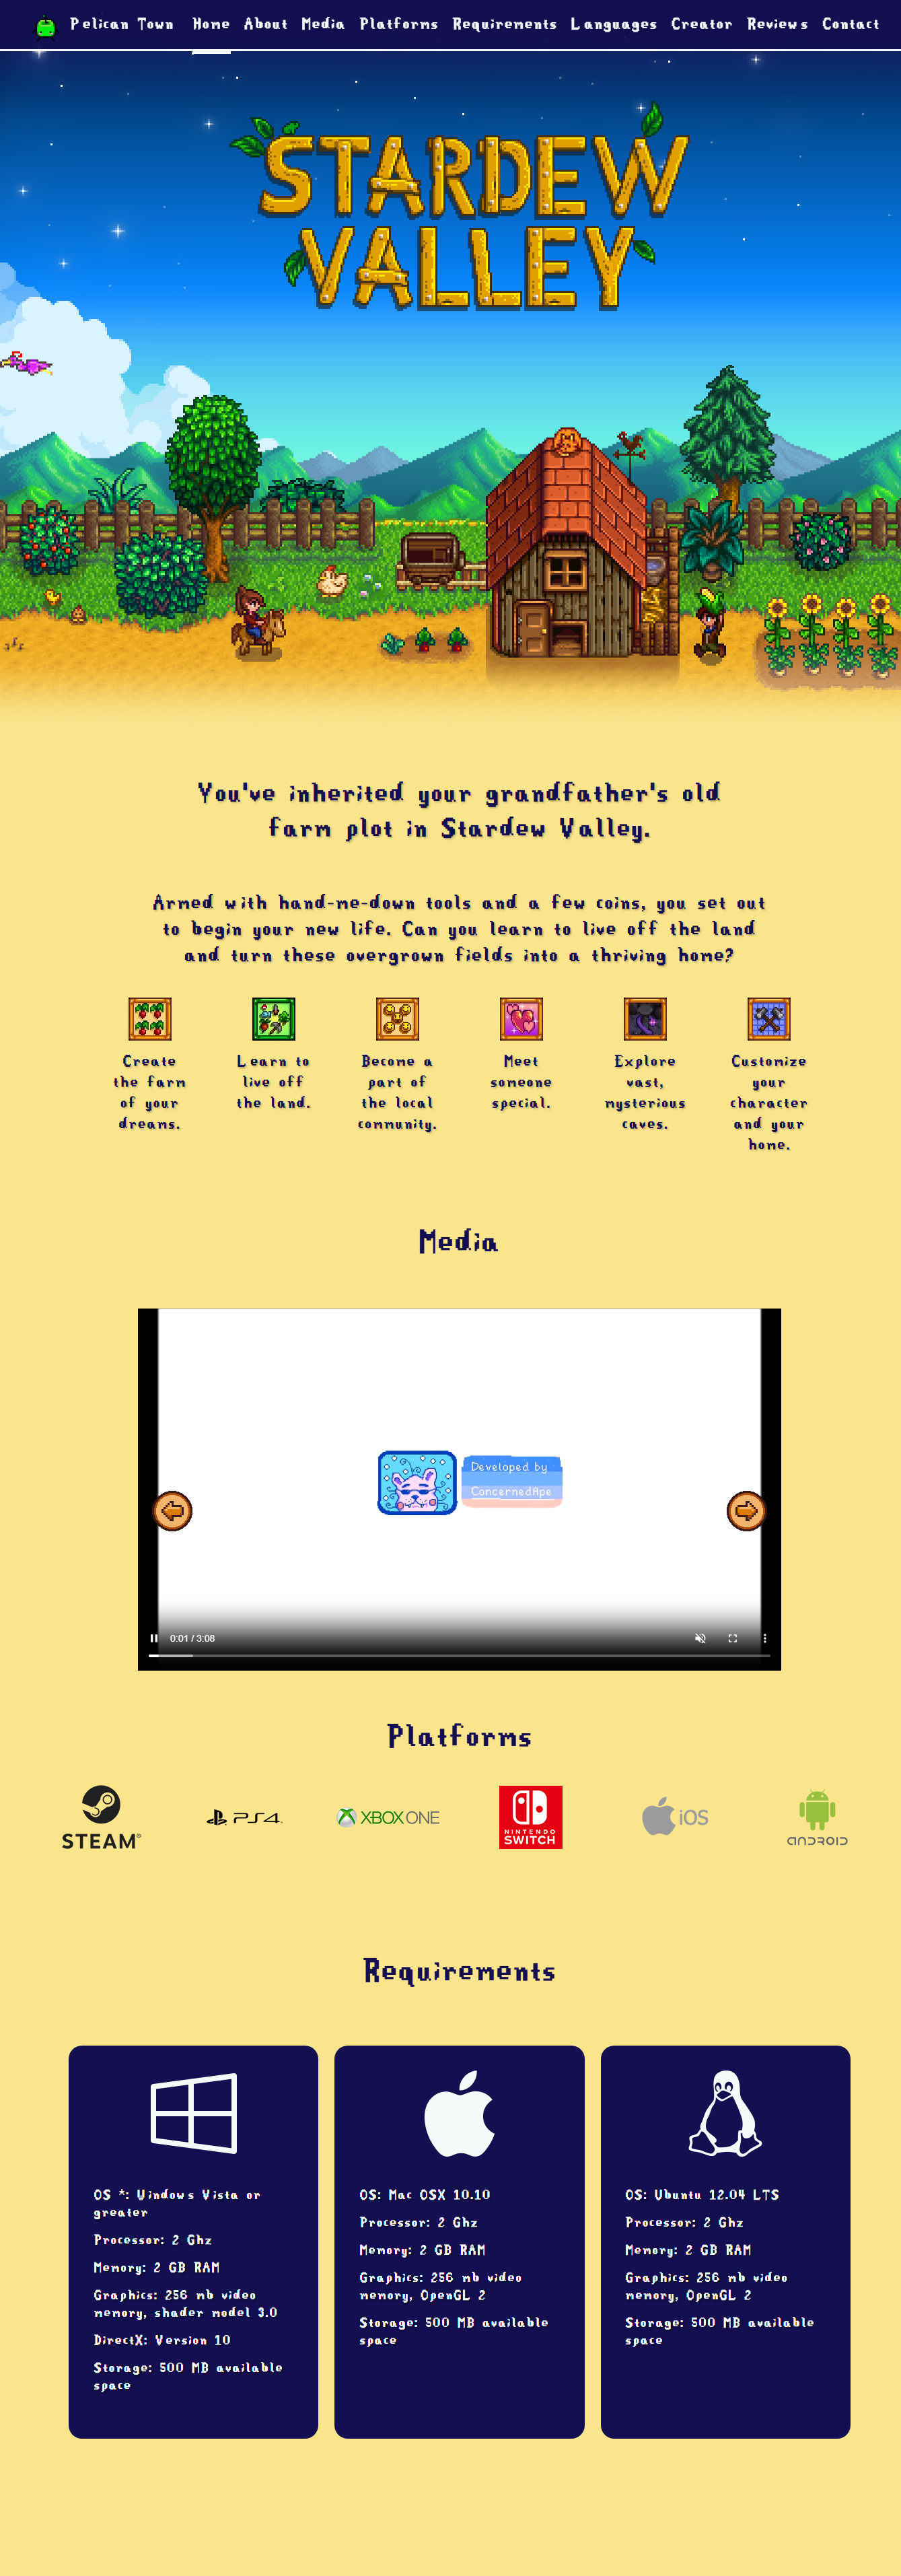 Pelican Town Home About Media Platforms Requirements Languages Creator Reviews Contact
STARDEW
VALLEY
You've inherited your grandfather's old
farm plot in Stardew Valley.
Armed with hand-me-down tools and a few coins, you set out
to begin your new life. Can you learn to live off the land
and turn these overgrown fields into a thriving home?
Create
the farm
of your
dreams.
Learn to
live off
the land.
Become a
part of
the local
community.
Meet
someone
special.
Explore
vast,
mysterious
caves.
Customize
your
character
and your
home.
Media
Developed by
ConcernedApe
0:01 / 3:08
Platforms
STEAM®
PS4
XBOX ONE
NINTENDO
SWITCH
iOS
ANDROID
Requirements
OS *: Windows Vista or
greater
Processor: 2 Ghz
Memory: 2 GB RAM
Graphics: 256 mb video
memory, shader model 3.0
DirectX: Version 10
Storage: 500 MB available
space
OS: Mac OSX 10.10
Processor: 2 Ghz
Memory: 2 GB RAM
Graphics: 256 mb video
memory, OpenGL 2
Storage: 500 MB available
space
OS: Ubuntu 12.04 LTS
Processor: 2 Ghz
Memory: 2 GB RAM
Graphics: 256 mb video
memory, OpenGL 2
Storage: 500 MB available
space